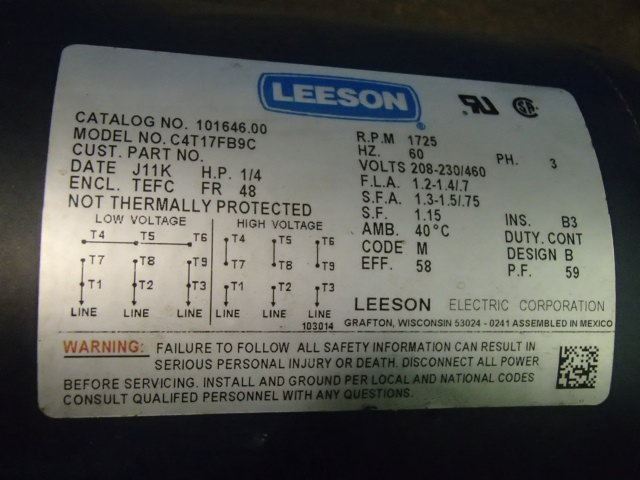 LEESON
CATALOG NO. 101646.00
MODEL NO. C4T17FB9C
CUST. PART NO.
DATE J11K H.P. 1/4
ENCL. TEFC FR 48
NOT THERMALLY PROTECTED
R.P.M 1725
HZ. 60 PH. 3
VOLTS 208-230/460
F.L.A. 1.2-1.4/.7
S.F.A. 1.3-1.5/.75
S.F. 1.15 INS. B3
AMB. 40°C DUTY. CONT
CODE M DESIGN B
EFF. 58 P.F. 59
LOW VOLTAGE HIGH VOLTAGE
T4 T5 T6 T4 T5 T6
T7 T8 T9 T7 T8 T9
T1 T2 T3 T1 T2 T3
LINE LINE LINE LINE LINE LINE
103014
LEESON ELECTRIC CORPORATION
GRAFTON, WISCONSIN 53024 - 0241 ASSEMBLED IN MEXICO
WARNING: FAILURE TO FOLLOW ALL SAFETY INFORMATION CAN RESULT IN
SERIOUS PERSONAL INJURY OR DEATH. DISCONNECT ALL POWER
BEFORE SERVICING. INSTALL AND GROUND PER LOCAL AND NATIONAL CODES
CONSULT QUALIFED PERSONNEL WITH ANY QUESTIONS.